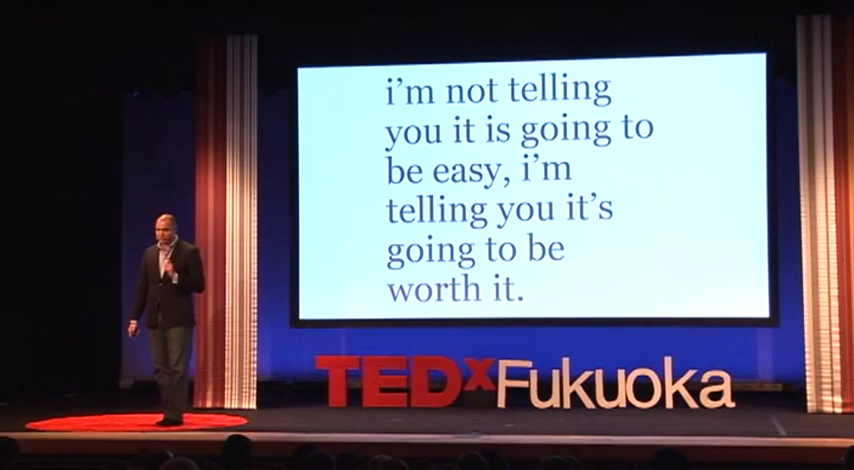 i’m not telling
you it is going to
be easy, i’m
telling you it’s
going to be
worth it.
TEDxFukuoka